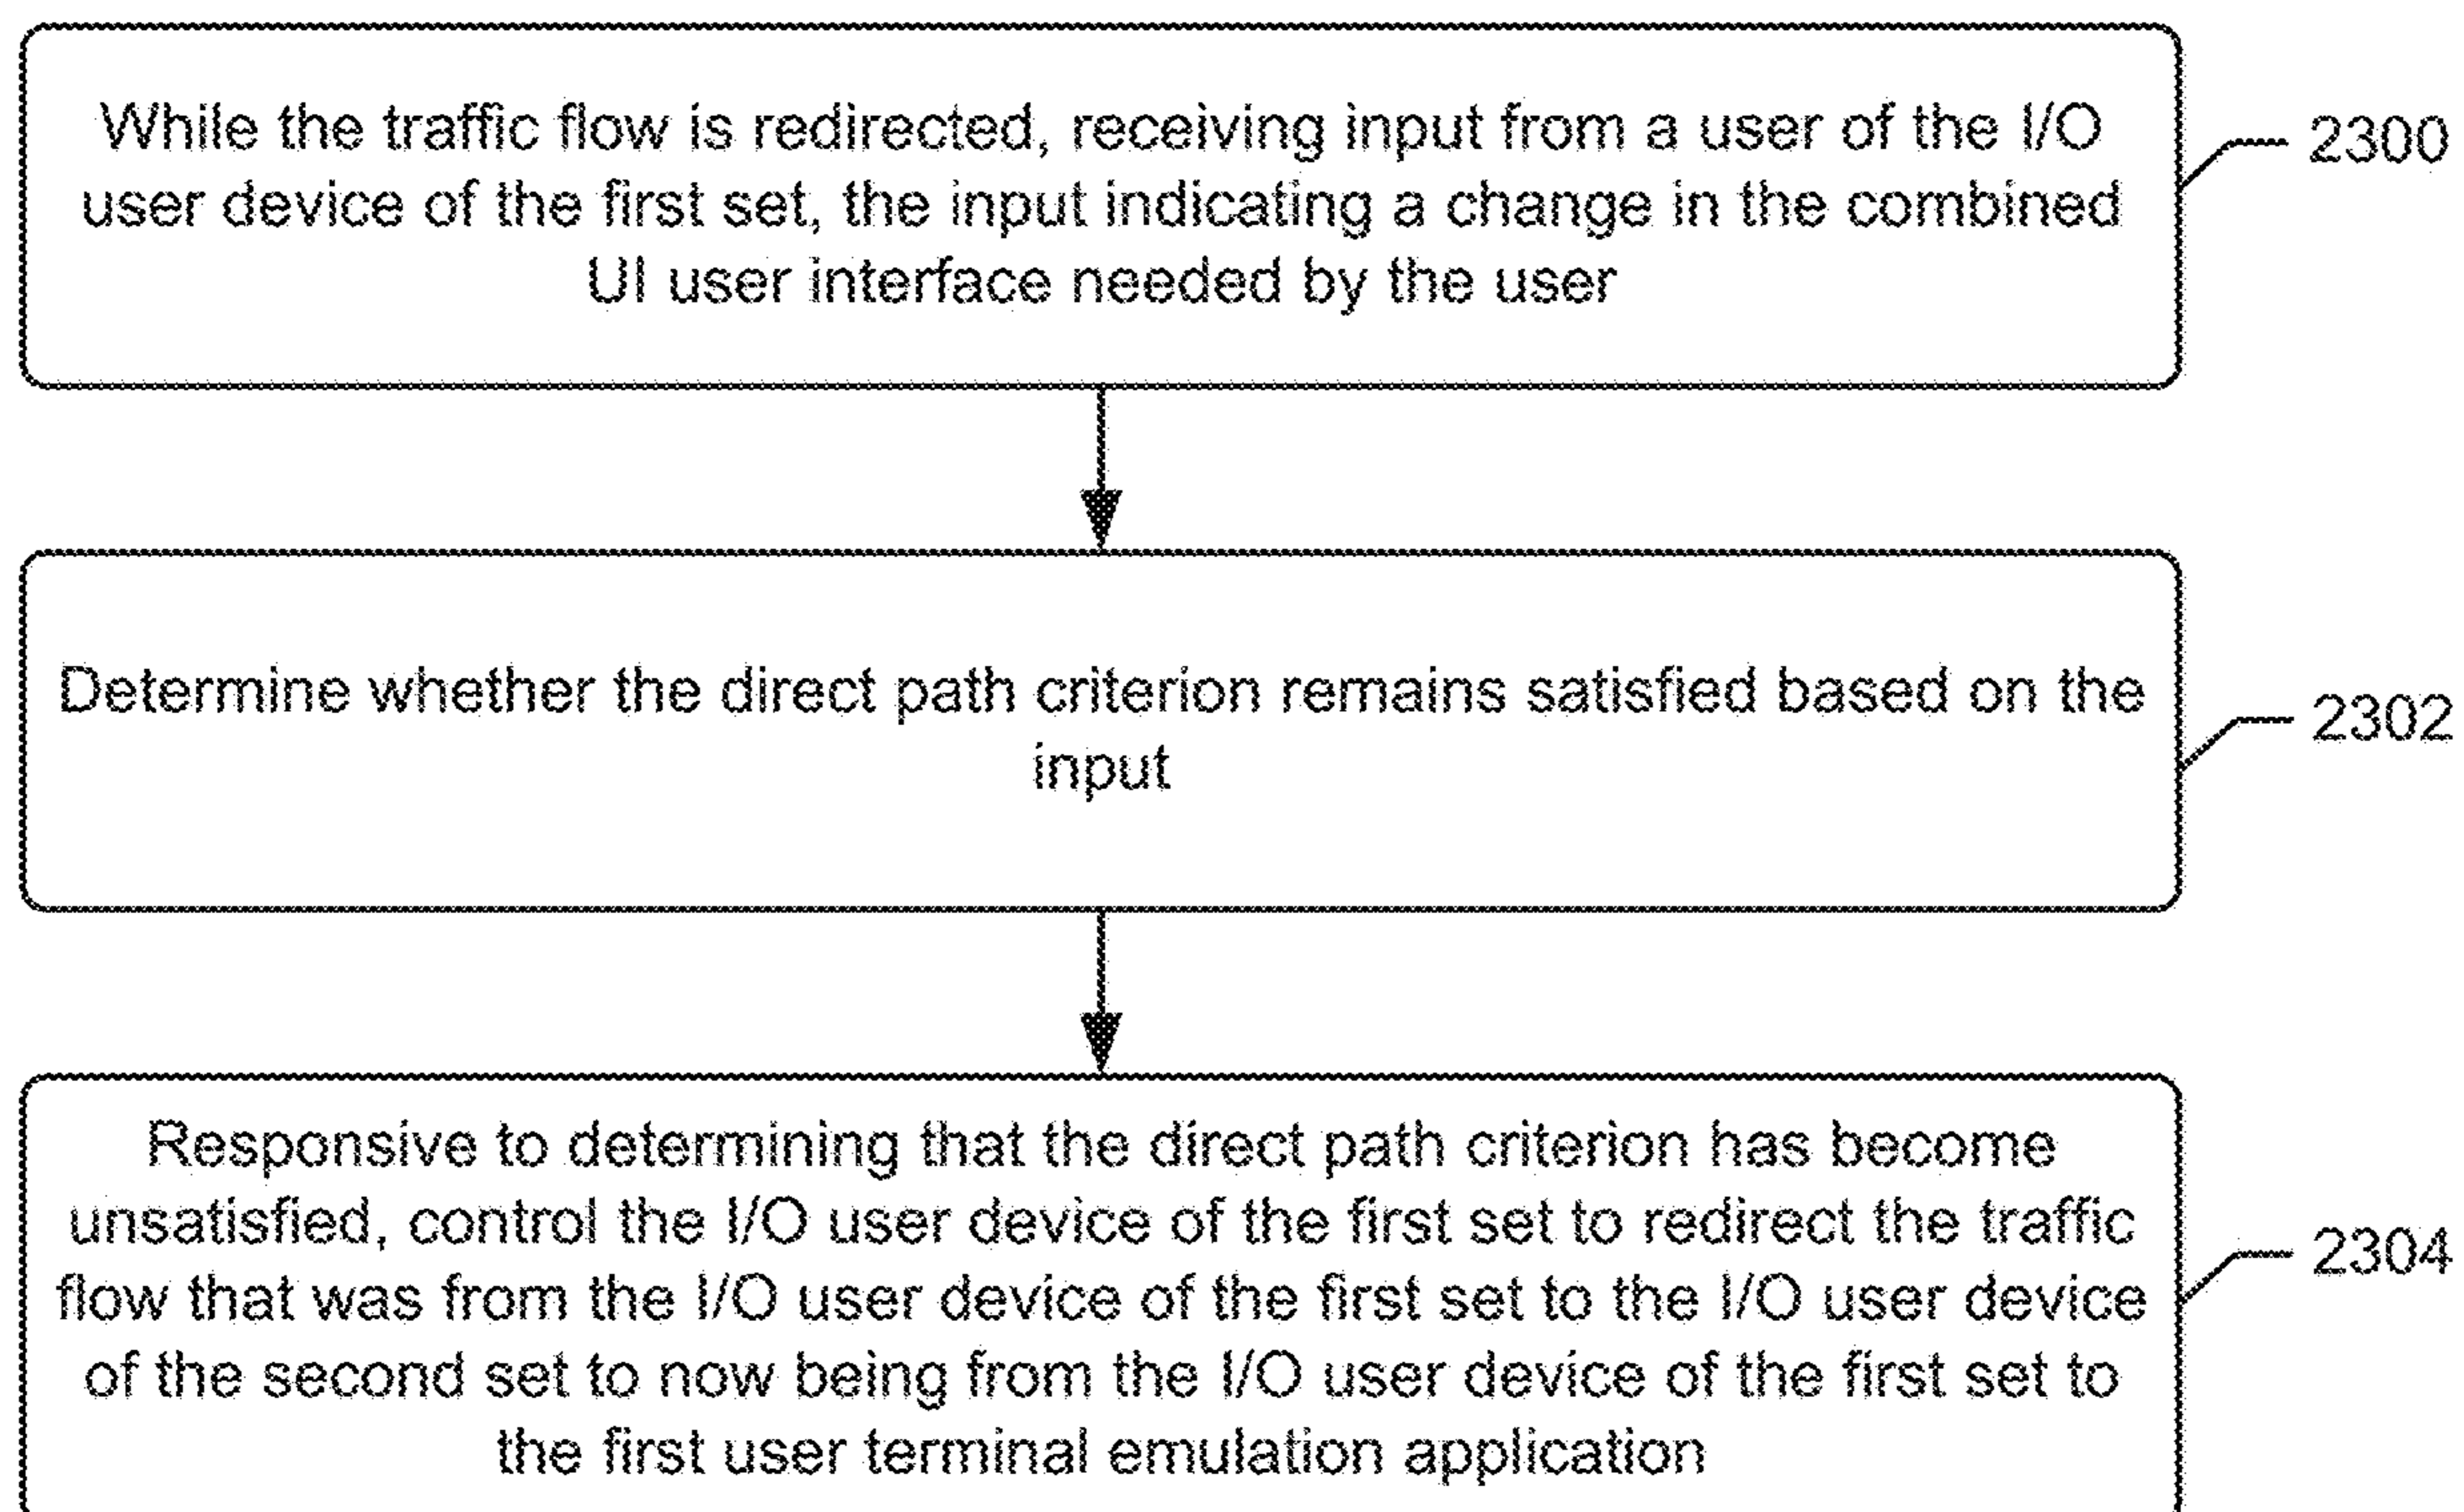 While the traffic flow is redirected, receiving input from a user of the I/O
user device of the first set, the input indicating a change in the combined
UI user interface needed by the user
2300
Determine whether the direct path criterion remains satisfied based on the
input
2302
Responsive to determining that the direct path criterion has become
unsatisfied, control the I/O user device of the first set to redirect the traffic
flow that was from the I/O user device of the first set to the I/O user device
of the second set to now being from the I/O user device of the first set to
the first user terminal emulation application
2304